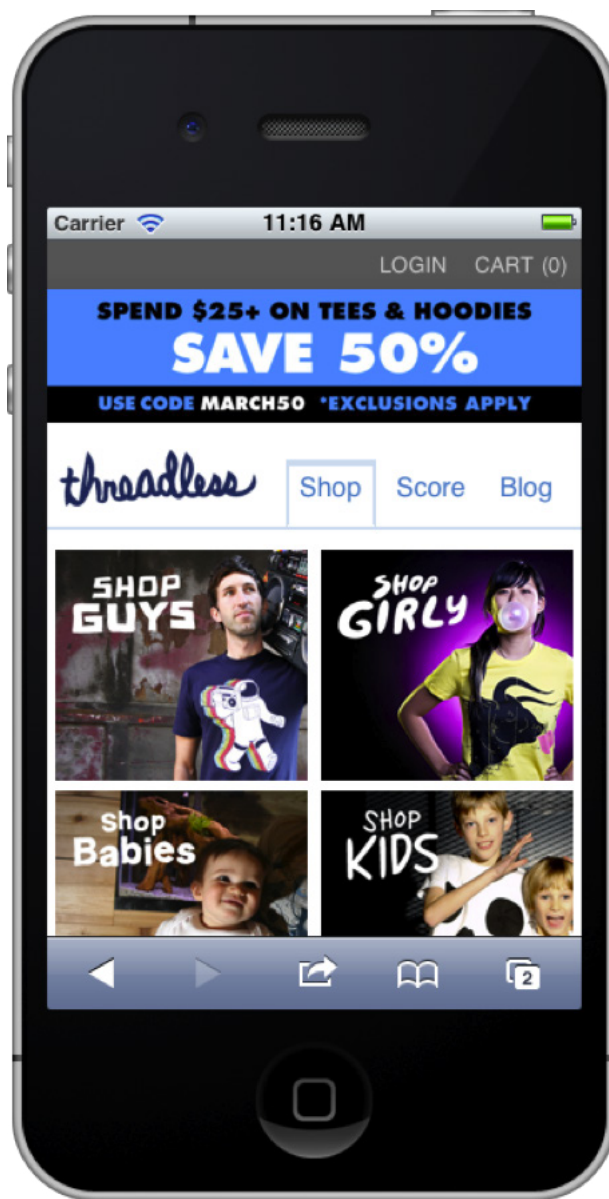 Carrier 11:16 AM
LOGIN CART (0)
SPEND $25+ ON TEES & HOODIES
SAVE 50%
USE CODE MARCH50 *EXCLUSIONS APPLY
threadless Shop Score Blog
SHOP
GUYS
SHOP
GIRLY
Shop
Babies
SHOP
KIDS
2